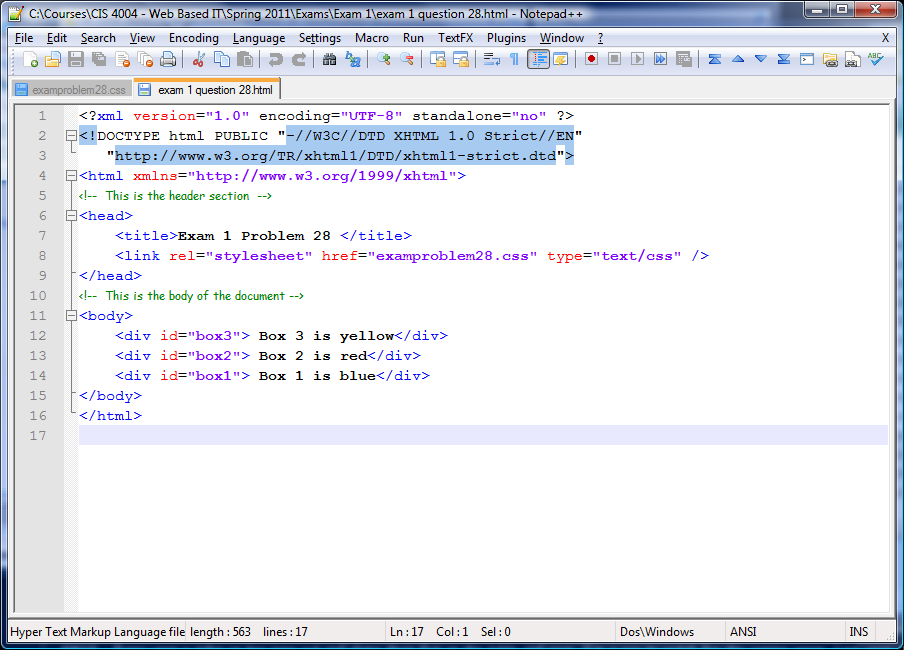 C:\Courses\CIS 4004 - Web Based IT\Spring 2011\Exams\Exam 1\exam 1 question 28.html - Notepad++
File Edit Search View Encoding Language Settings Macro Run TextFX Plugins Window ? X
examproblem28.css exam 1 question 28.html
1 <?xml version="1.0" encoding="UTF-8" standalone="no" ?>
2 <!DOCTYPE html PUBLIC "-//W3C//DTD XHTML 1.0 Strict//EN"
3 "http://www.w3.org/TR/xhtml1/DTD/xhtml1-strict.dtd">
4 <html xmlns="http://www.w3.org/1999/xhtml">
5 <!-- This is the header section -->
6 <head>
7 <title>Exam 1 Problem 28 </title>
8 <link rel="stylesheet" href="examproblem28.css" type="text/css" />
9 </head>
10 <!-- This is the body of the document -->
11 <body>
12 <div id="box3"> Box 3 is yellow</div>
13 <div id="box2"> Box 2 is red</div>
14 <div id="box1"> Box 1 is blue</div>
15 </body>
16 </html>
17
Hyper Text Markup Language file length : 563 lines : 17 Ln : 17 Col : 1 Sel : 0 Dos\Windows ANSI INS